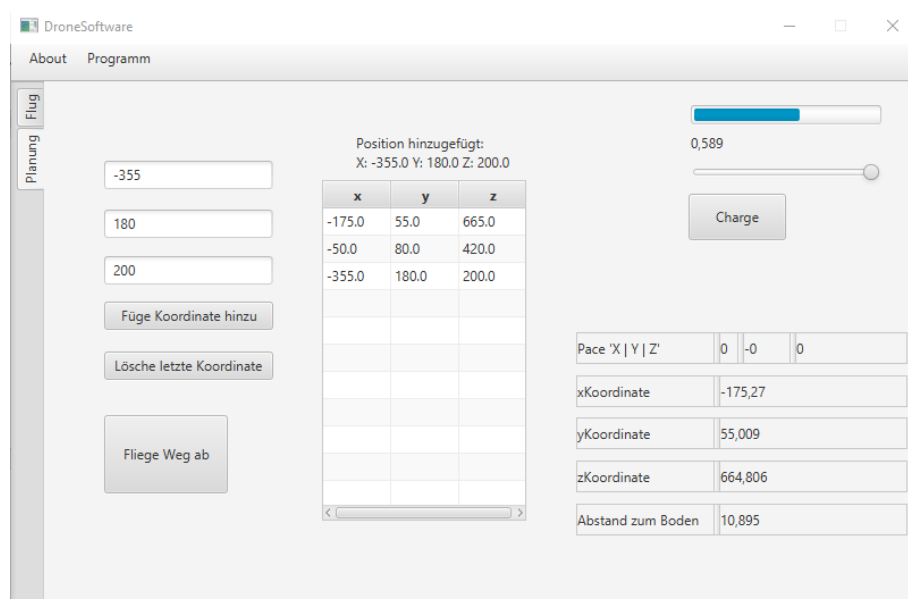 DroneSoftware
About Programm
Flug
Planung
-355
180
200
Füge Koordinate hinzu
Lösche letzte Koordinate
Fliege Weg ab
Position hinzugefügt:
X: -355.0 Y: 180.0 Z: 200.0
x y z
-175.0 55.0 665.0
-50.0 80.0 420.0
-355.0 180.0 200.0
0,589
Charge
Pace 'X | Y | Z' 0 -0 0
xKoordinate -175,27
yKoordinate 55,009
zKoordinate 664,806
Abstand zum Boden 10,895